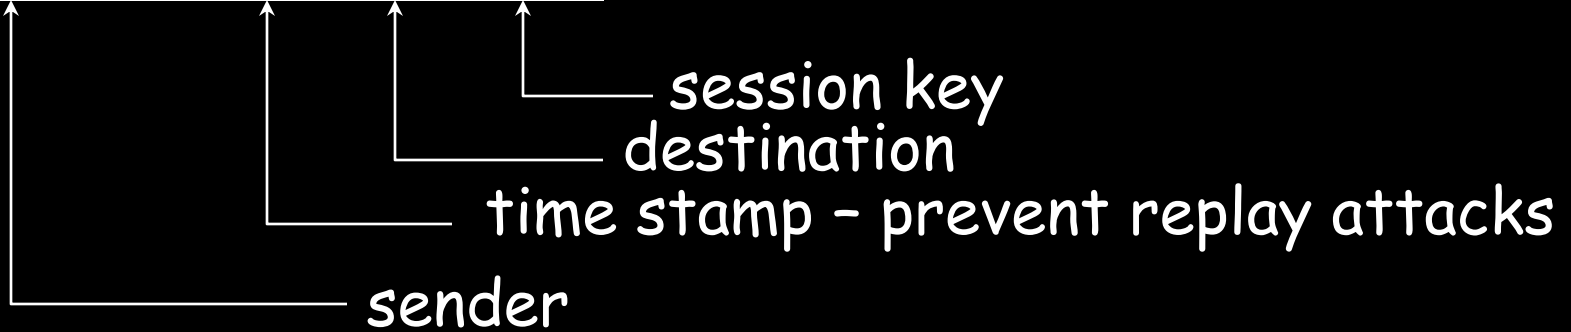 session key
destination
time stamp – prevent replay attacks
sender